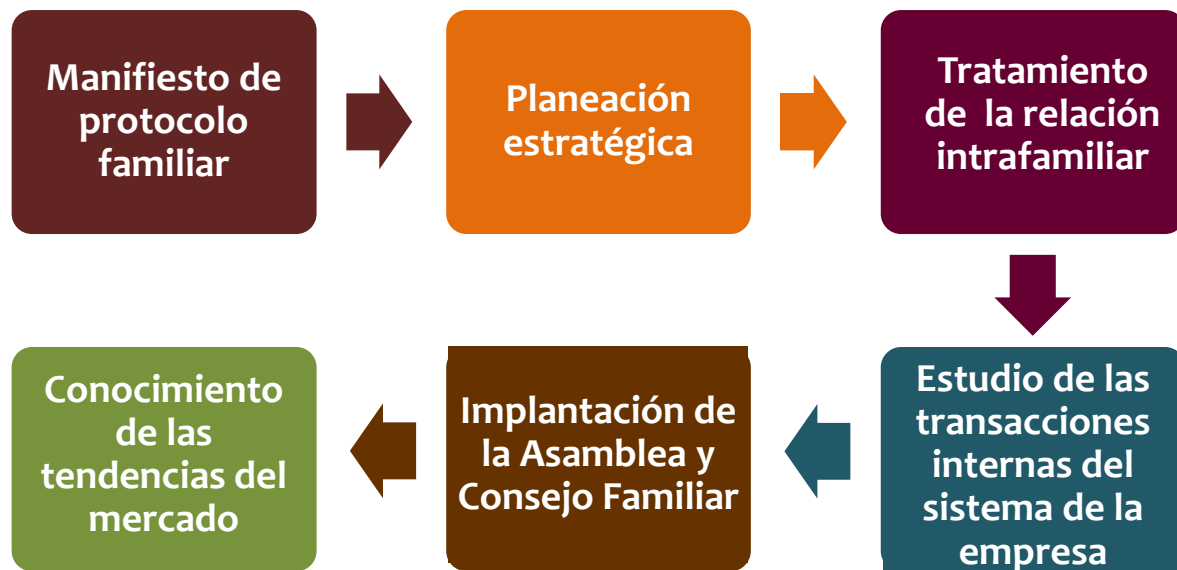 Manifiesto de
protocolo
familiar
Planeación
estratégica
Tratamiento
de la relación
intrafamiliar
Estudio de las
transacciones
internas del
sistema de la
empresa
Implantación de
la Asamblea y
Consejo Familiar
Conocimiento
de las
tendencias del
mercado